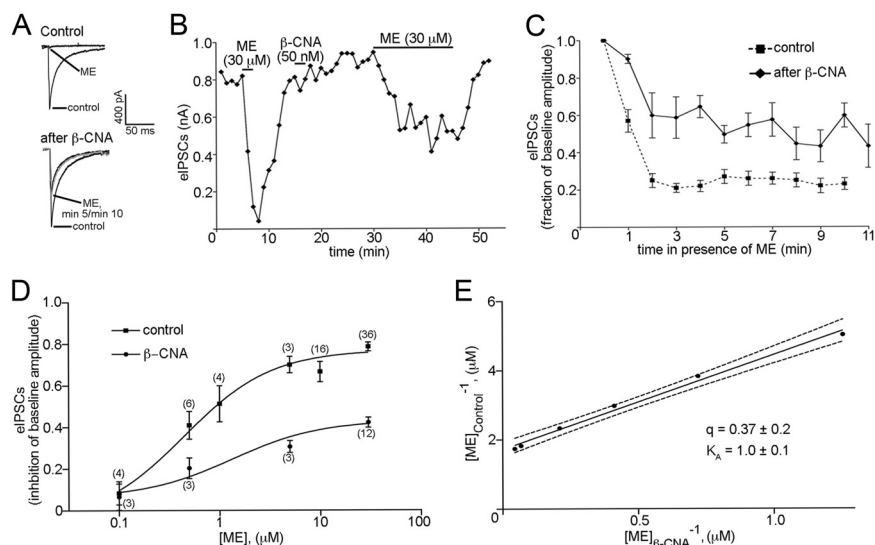 A
Control
ME
control
400 pA
50 ms
after β-CNA
ME,
min 5/min 10
control
B
ME
(30 μM)
β-CNA
(50 nM)
ME (30 μM)
eIPSCs (nA)
1.0
0.8
0.6
0.4
0.2
0
0 10 20 30 40 50
time (min)
C
control
after β-CNA
eIPSCs
(fraction of baseline amplitude)
1.0
0.8
0.6
0.4
0.2
0
1 3 5 7 9 11
time in presence of ME (min)
D
control
β-CNA
eIPSCs
(inhbition of baseline amplitude)
1.0
0.8
0.6
0.4
0.2
0
(4)
(3)
(6)
(3)
(4)
(3)
(3)
(16)
(36)
(12)
0.1 1 10 100
[ME], (μM)
E
[ME]Control-1, (μM)
6
4
2
0
q = 0.37 ± 0.2
KA = 1.0 ± 0.1
0.5 1.0
[ME]β-CNA-1, (μM)